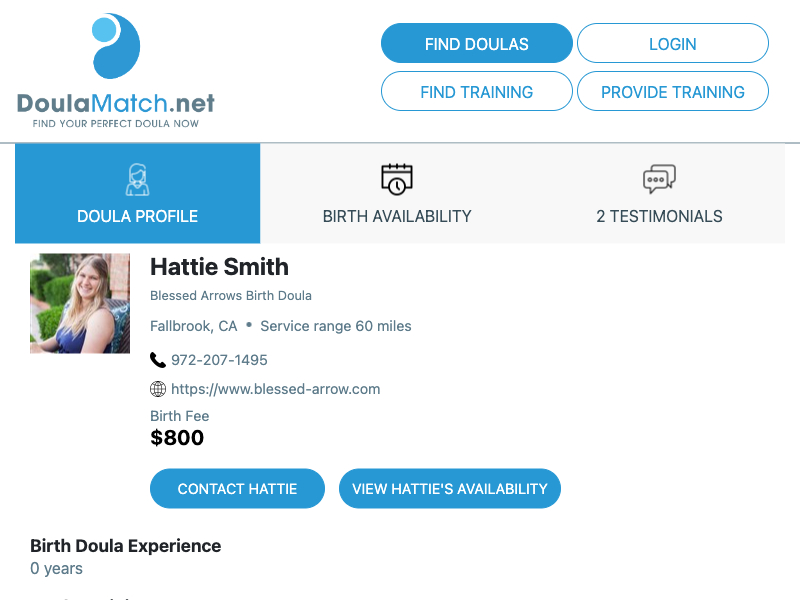 DoulaMatch.net
FIND YOUR PERFECT DOULA NOW
FIND DOULAS
LOGIN
FIND TRAINING
PROVIDE TRAINING
DOULA PROFILE
BIRTH AVAILABILITY
2 TESTIMONIALS
Hattie Smith
Blessed Arrows Birth Doula
Fallbrook, CA • Service range 60 miles
972-207-1495
https://www.blessed-arrow.com
Birth Fee
$800
CONTACT HATTIE
VIEW HATTIE'S AVAILABILITY
Birth Doula Experience
0 years